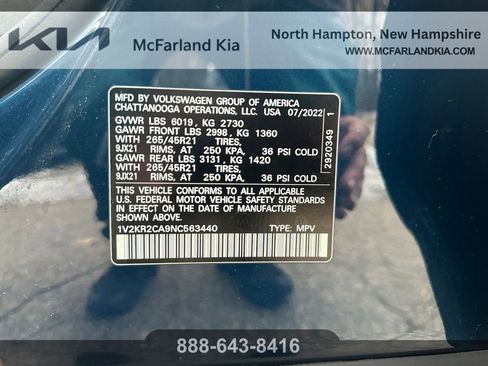 KIA
McFarland Kia
North Hampton, New Hampshire
WWW.MCFARLANDKIA.COM
MFD BY VOLKSWAGEN GROUP OF AMERICA
CHATTANOOGA OPERATIONS, LLC. USA 07/2022
GVWR LBS 6019, KG 2730
GAWR FRONT LBS 2998, KG 1360
WITH 265/45R21 TIRES,
9JX21 RIMS, AT 250 KPA. 36 PSI COLD
GAWR REAR LBS 3131, KG 1420
WITH 265/45R21 TIRES,
9JX21 RIMS, AT 250 KPA. 36 PSI COLD
THIS VEHICLE CONFORMS TO ALL APPLICABLE
U.S. FEDERAL MOTOR VEHICLE SAFETY STANDARDS
IN EFFECT ON THE DATE OF MANUFACTURE
SHOWN ABOVE.
1V2KR2CA9NC563440 TYPE: MPV
2920349 1
888-643-8416